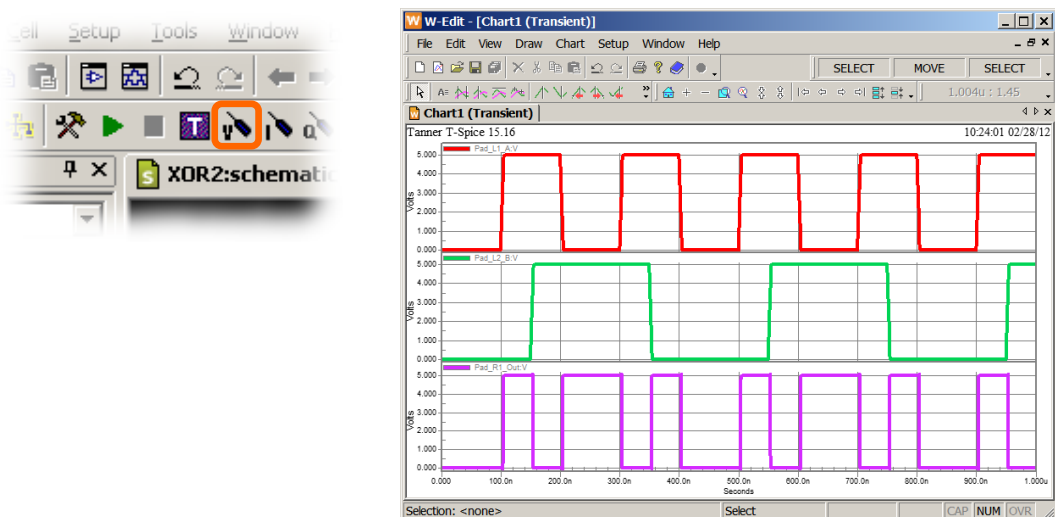 Setup Tools Window
XOR2:schematic
W-Edit - [Chart1 (Transient)]
File Edit View Draw Chart Setup Window Help
SELECT MOVE SELECT
1.004u : 1.45
Chart1 (Transient)
Tanner T-Spice 15.16 10:24:01 02/28/12
Pad_L1_A:V
5.000
4.000
3.000
2.000
1.000
0.000
Volts
Pad_L2_B:V
5.000
4.000
3.000
2.000
1.000
0.000
Volts
Pad_R1_Out:V
5.000
4.000
3.000
2.000
1.000
0.000
Volts
0.000 100.0n 200.0n 300.0n 400.0n 500.0n 600.0n 700.0n 800.0n 900.0n 1.000u
Seconds
Selection: <none> Select CAP NUM OVR